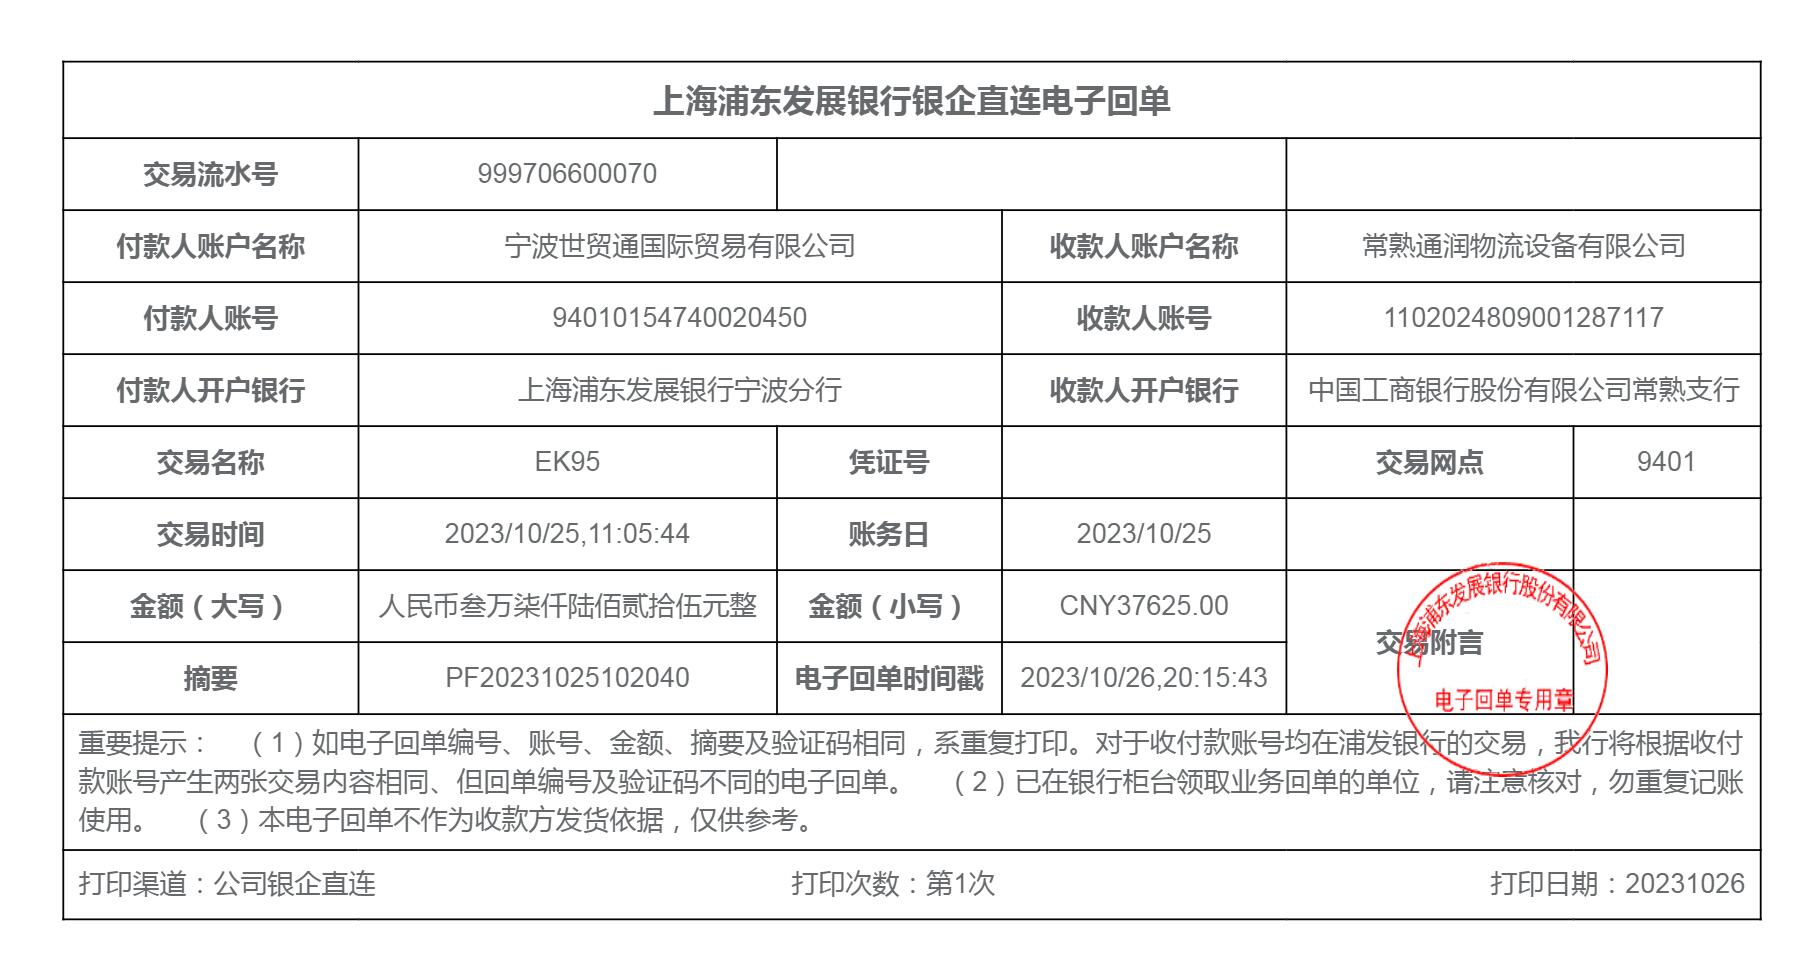 上海浦东发展银行银企直连电子回单
交易流水号 999706600070
付款人账户名称 宁波世贸通国际贸易有限公司 收款人账户名称 常熟通润物流设备有限公司
付款人账号 94010154740020450 收款人账号 1102024809001287117
付款人开户银行 上海浦东发展银行宁波分行 收款人开户银行 中国工商银行股份有限公司常熟支行
交易名称 EK95 凭证号 交易网点 9401
交易时间 2023/10/25,11:05:44 账务日 2023/10/25
金额（大写） 人民币叁万柒仟陆佰贰拾伍元整 金额（小写） CNY37625.00
交易附言
摘要 PF20231025102040 电子回单时间戳 2023/10/26,20:15:43
上海浦东发展银行股份有限公司
电子回单专用章
重要提示： （1）如电子回单编号、账号、金额、摘要及验证码相同，系重复打印。对于收付款账号均在浦发银行的交易，我行将根据收付
款账号产生两张交易内容相同、但回单编号及验证码不同的电子回单。 （2）已在银行柜台领取业务回单的单位，请注意核对，勿重复记账
使用。 （3）本电子回单不作为收款方发货依据，仅供参考。
打印渠道：公司银企直连 打印次数：第1次 打印日期：20231026